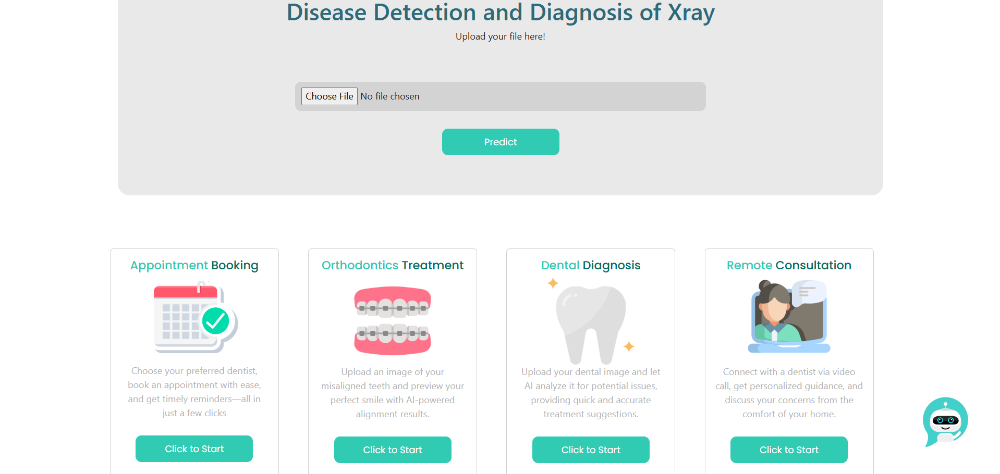 Disease Detection and Diagnosis of Xray
Upload your file here!
Choose File No file chosen
Predict
Appointment Booking
Choose your preferred dentist,
book an appointment with ease,
and get timely reminders—all in
just a few clicks
Click to Start
Orthodontics Treatment
Upload an image of your
misaligned teeth and preview your
perfect smile with AI-powered
alignment results.
Click to Start
Dental Diagnosis
Upload your dental image and let
AI analyze it for potential issues,
providing quick and accurate
treatment suggestions.
Click to Start
Remote Consultation
Connect with a dentist via video
call, get personalized guidance, and
discuss your concerns from the
comfort of your home.
Click to Start